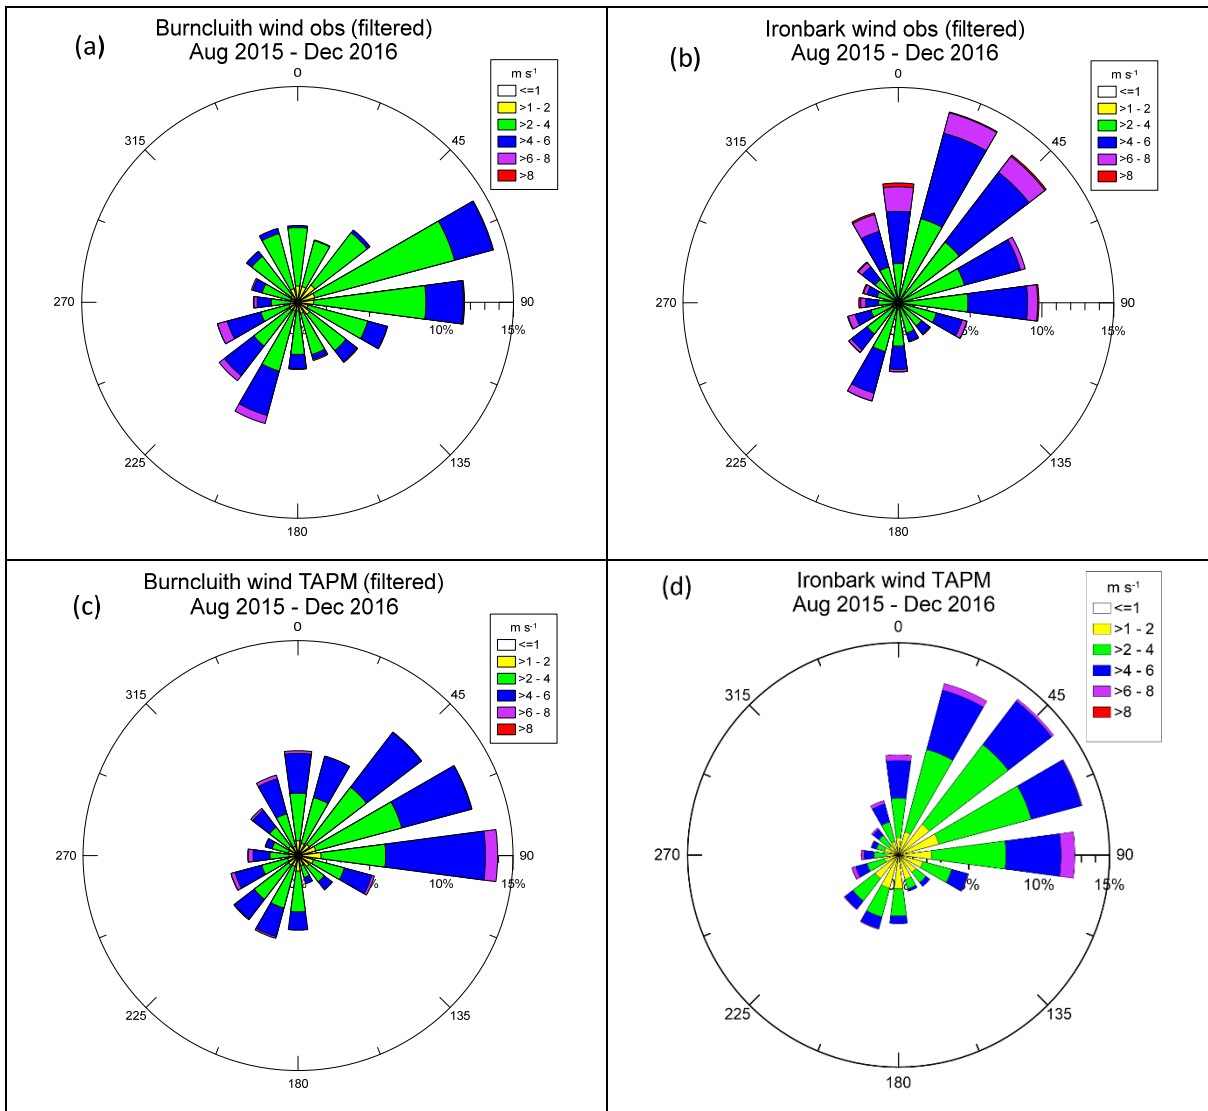 (a)
Burncluith wind obs (filtered)
Aug 2015 - Dec 2016
0
45
90
135
180
225
270
315
10%
15%
m s-1
<=1
>1 - 2
>2 - 4
>4 - 6
>6 - 8
>8
(b)
Ironbark wind obs (filtered)
Aug 2015 - Dec 2016
0
45
90
135
180
225
270
315
10%
15%
m s-1
<=1
>1 - 2
>2 - 4
>4 - 6
>6 - 8
>8
(c)
Burncluith wind TAPM (filtered)
Aug 2015 - Dec 2016
0
45
90
135
180
225
270
315
10%
15%
m s-1
<=1
>1 - 2
>2 - 4
>4 - 6
>6 - 8
>8
(d)
Ironbark wind TAPM
Aug 2015 - Dec 2016
0
45
90
135
180
225
270
315
10%
15%
m s-1
<=1
>1 - 2
>2 - 4
>4 - 6
>6 - 8
>8